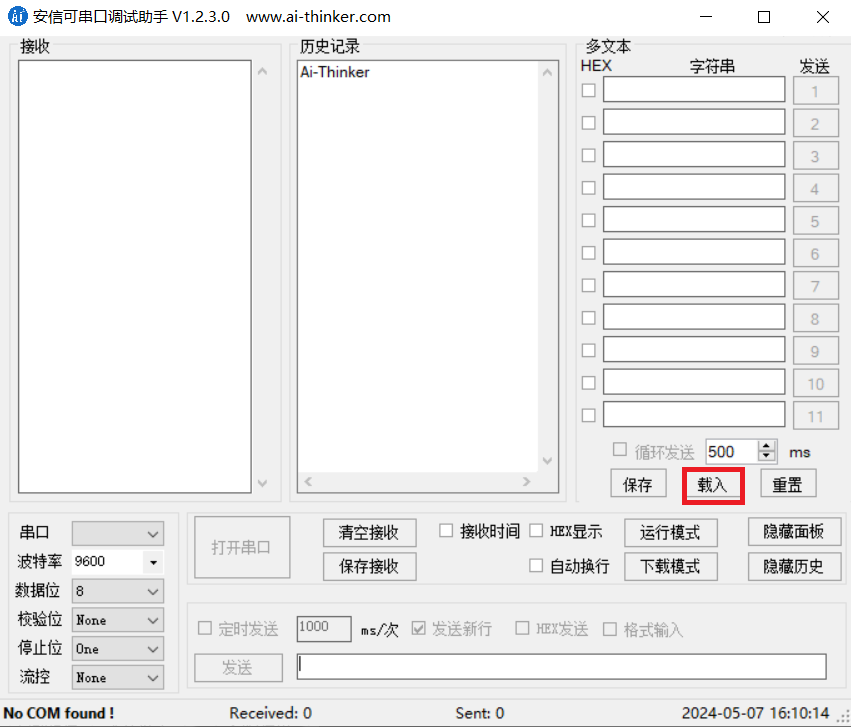 安信可串口调试助手 V1.2.3.0 www.ai-thinker.com
接收
历史记录
Ai-Thinker
多文本
HEX 字符串 发送
1
2
3
4
5
6
7
8
9
10
11
循环发送 500 ms
保存 载入 重置
串口
波特率 9600
数据位 8
校验位 None
停止位 One
流控 None
打开串口
清空接收 接收时间 HEX显示 运行模式 隐藏面板
保存接收 自动换行 下载模式 隐藏历史
定时发送 1000 ms/次 发送新行 HEX发送 格式输入
发送
No COM found ! Received: 0 Sent: 0 2024-05-07 16:10:14